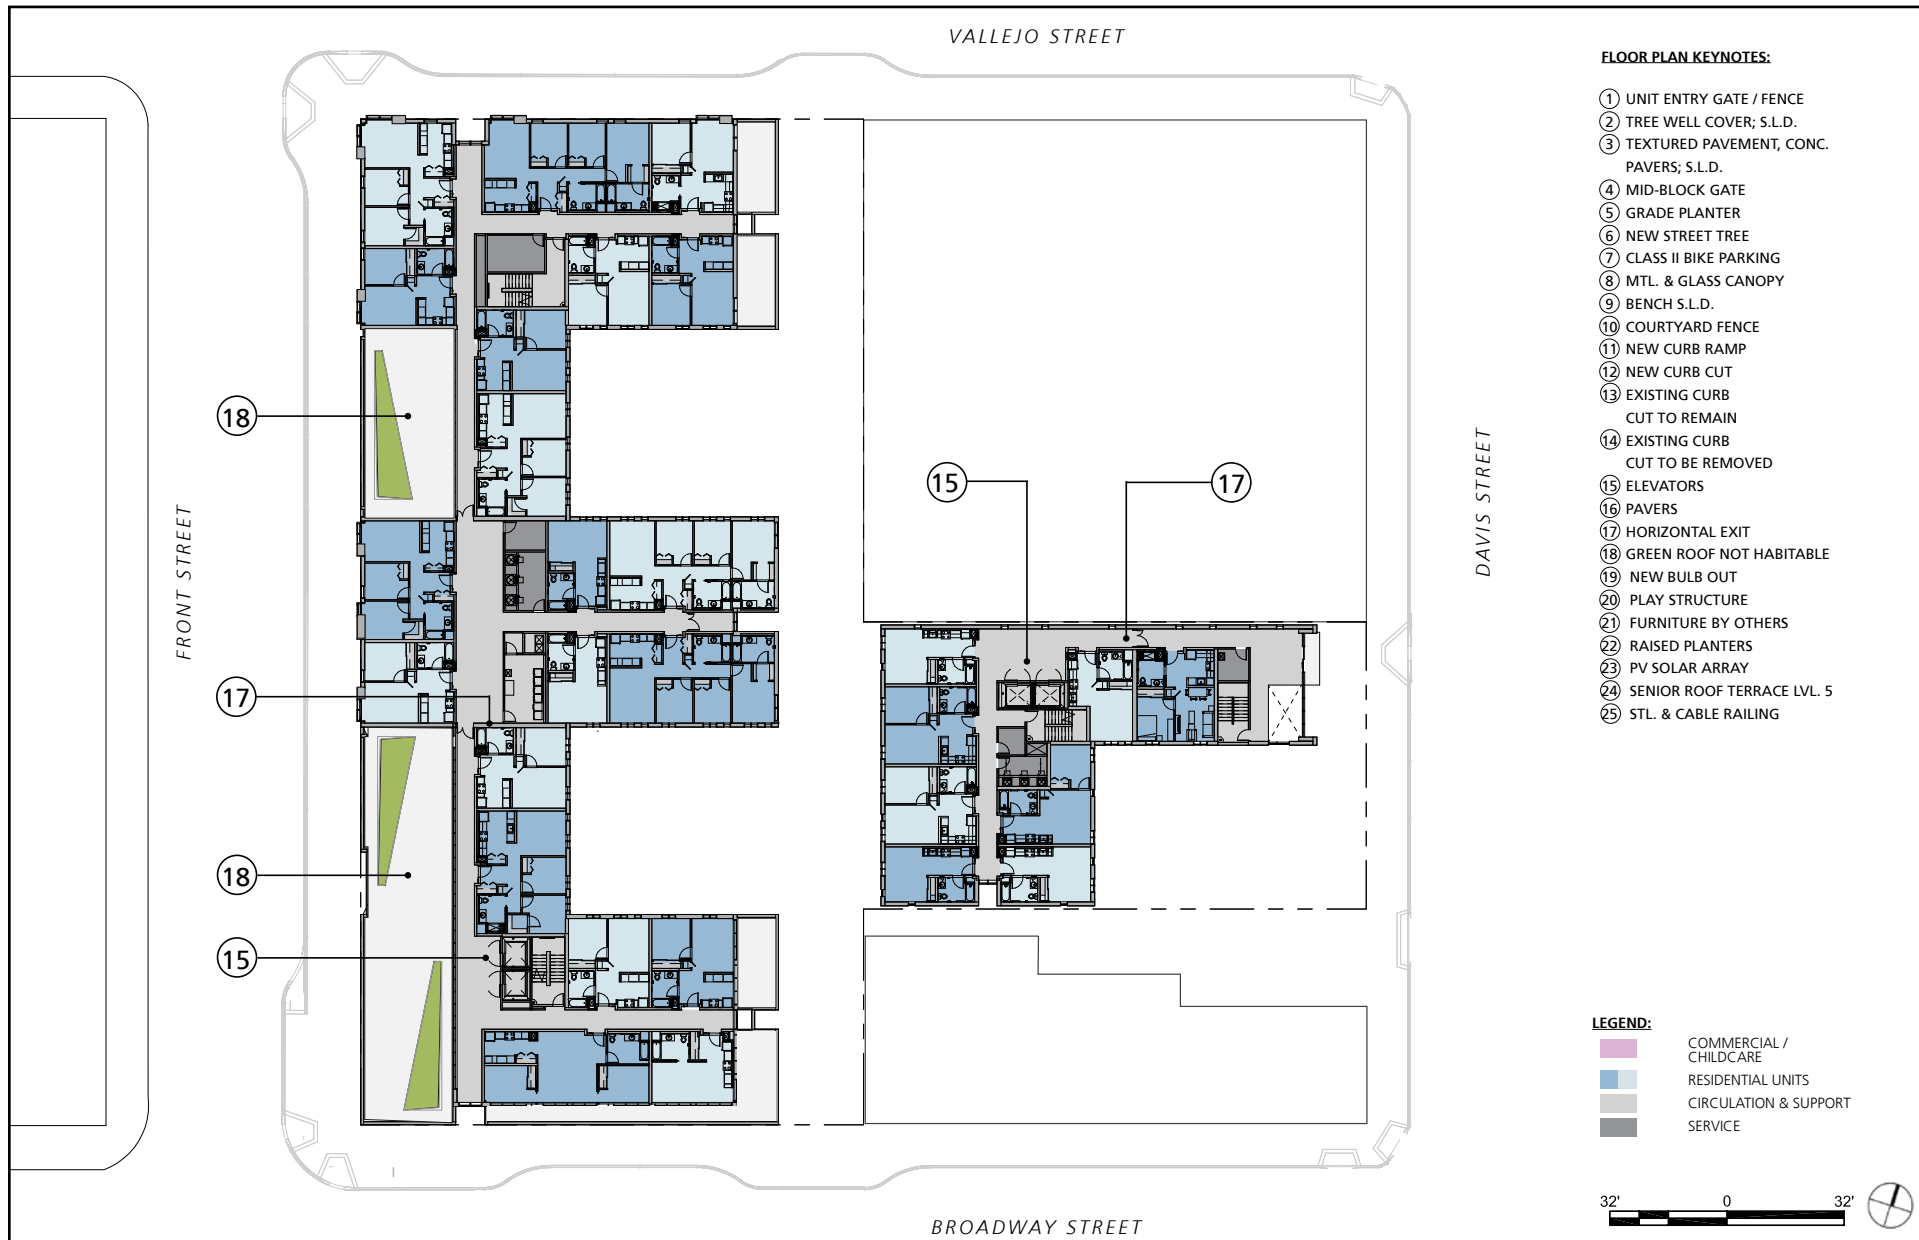 VALLEJO STREET
FLOOR PLAN KEYNOTES:
1 UNIT ENTRY GATE / FENCE
2 TREE WELL COVER; S.L.D.
3 TEXTURED PAVEMENT, CONC.
PAVERS; S.L.D.
4 MID-BLOCK GATE
5 GRADE PLANTER
6 NEW STREET TREE
7 CLASS II BIKE PARKING
8 MTL. & GLASS CANOPY
9 BENCH S.L.D.
10 COURTYARD FENCE
11 NEW CURB RAMP
12 NEW CURB CUT
13 EXISTING CURB
CUT TO REMAIN
14 EXISTING CURB
CUT TO BE REMOVED
15 ELEVATORS
16 PAVERS
17 HORIZONTAL EXIT
18 GREEN ROOF NOT HABITABLE
19 NEW BULB OUT
20 PLAY STRUCTURE
21 FURNITURE BY OTHERS
22 RAISED PLANTERS
23 PV SOLAR ARRAY
24 SENIOR ROOF TERRACE LVL. 5
25 STL. & CABLE RAILING
18
15
17
FRONT STREET
DAVIS STREET
17
18
15
LEGEND:
COMMERCIAL /
CHILDCARE
RESIDENTIAL UNITS
CIRCULATION & SUPPORT
SERVICE
32' 0 32'
BROADWAY STREET